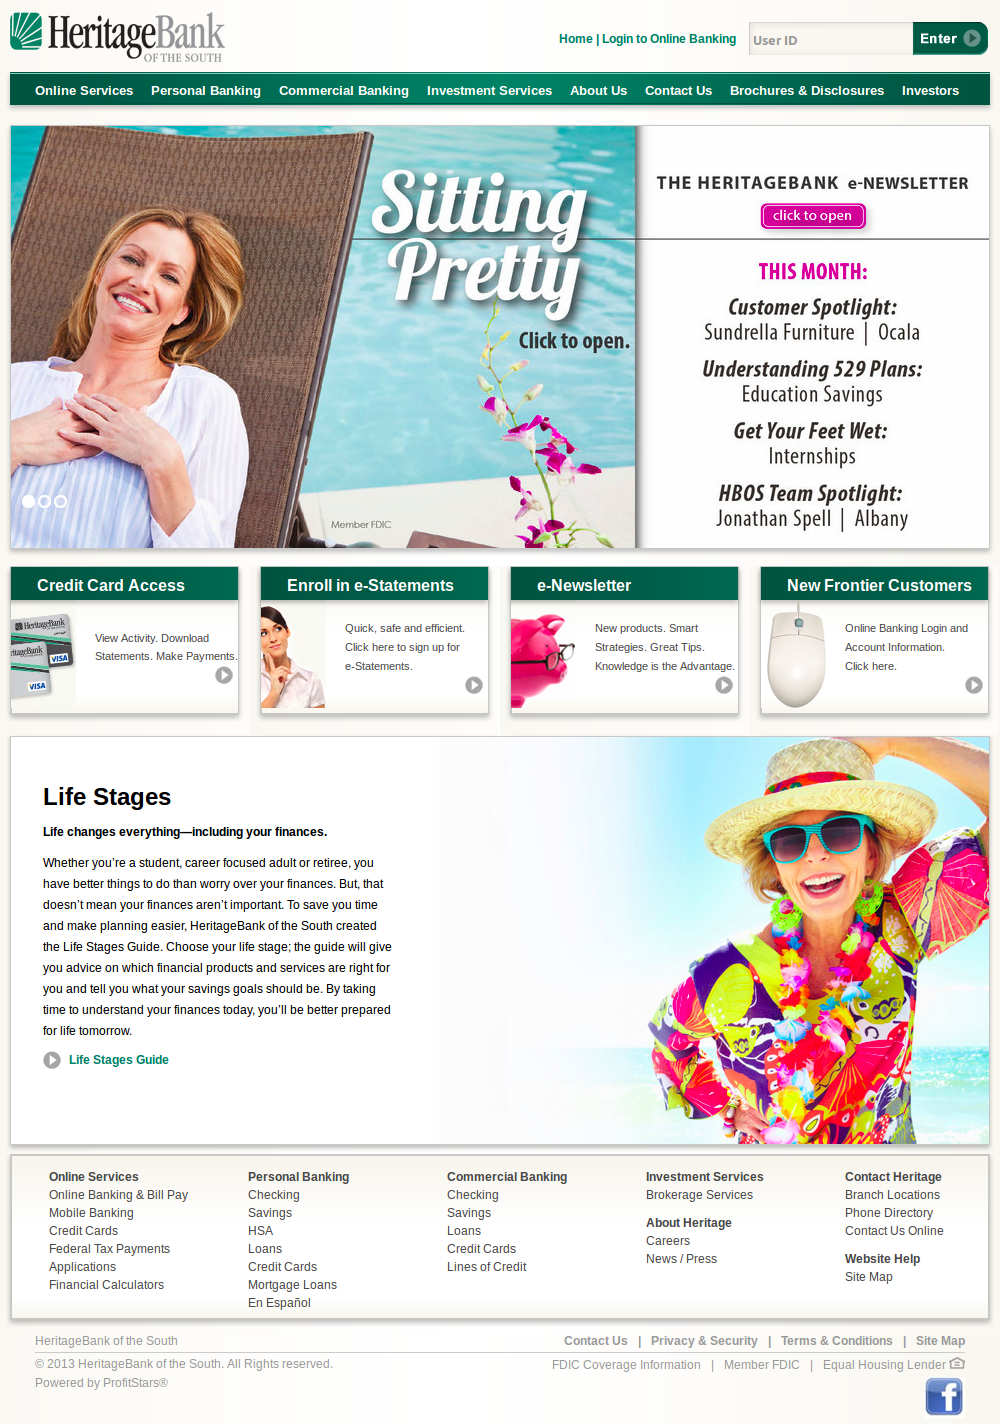 HeritageBank
OF THE SOUTH
Home | Login to Online Banking
User ID
Enter
Online Services Personal Banking Commercial Banking Investment Services About Us Contact Us Brochures & Disclosures Investors
Sitting
Pretty
Click to open.
Member FDIC
THE HERITAGEBANK e-NEWSLETTER
click to open
THIS MONTH:
Customer Spotlight:
Sundrella Furniture | Ocala
Understanding 529 Plans:
Education Savings
Get Your Feet Wet:
Internships
HBOS Team Spotlight:
Jonathan Spell | Albany
Credit Card Access
HeritageBank
VISA
VISA
View Activity. Download
Statements. Make Payments.
Enroll in e-Statements
Quick, safe and efficient.
Click here to sign up for
e-Statements.
e-Newsletter
New products. Smart
Strategies. Great Tips.
Knowledge is the Advantage.
New Frontier Customers
Online Banking Login and
Account Information.
Click here.
Life Stages
Life changes everything—including your finances.
Whether you’re a student, career focused adult or retiree, you
have better things to do than worry over your finances. But, that
doesn’t mean your finances aren’t important. To save you time
and make planning easier, HeritageBank of the South created
the Life Stages Guide. Choose your life stage; the guide will give
you advice on which financial products and services are right for
you and tell you what your savings goals should be. By taking
time to understand your finances today, you’ll be better prepared
for life tomorrow.
Life Stages Guide
Online Services
Online Banking & Bill Pay
Mobile Banking
Credit Cards
Federal Tax Payments
Applications
Financial Calculators
Personal Banking
Checking
Savings
HSA
Loans
Credit Cards
Mortgage Loans
En Español
Commercial Banking
Checking
Savings
Loans
Credit Cards
Lines of Credit
Investment Services
Brokerage Services
About Heritage
Careers
News / Press
Contact Heritage
Branch Locations
Phone Directory
Contact Us Online
Website Help
Site Map
HeritageBank of the South
Contact Us | Privacy & Security | Terms & Conditions | Site Map
© 2013 HeritageBank of the South. All Rights reserved.
FDIC Coverage Information | Member FDIC | Equal Housing Lender
Powered by ProfitStars®
f